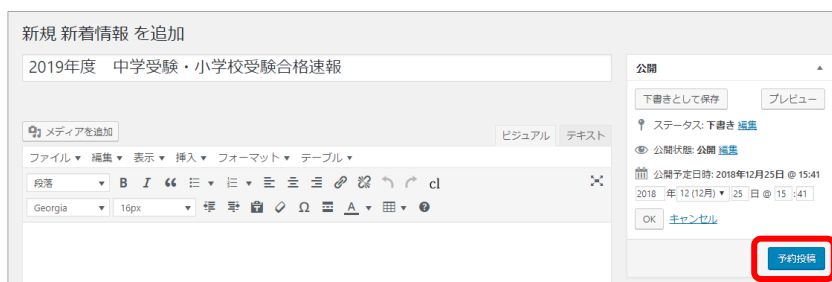 新規 新着情報 を追加
2019年度　中学受験・小学校受験合格速報
メディアを追加
ビジュアル テキスト
ファイル 編集 表示 挿入 フォーマット テーブル
段落 B I cl
Georgia 16px Ω A
公開
下書きとして保存 プレビュー
ステータス: 下書き 編集
公開状態: 公開 編集
公開予定日時: 2018年12月25日 @ 15:41
2018 年 12 (12月) 25 日 @ 15 : 41
OK キャンセル
予約投稿